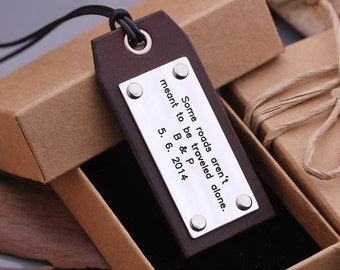 Some roads aren't
meant to be traveled alone.
B & P
5. 6. 2014